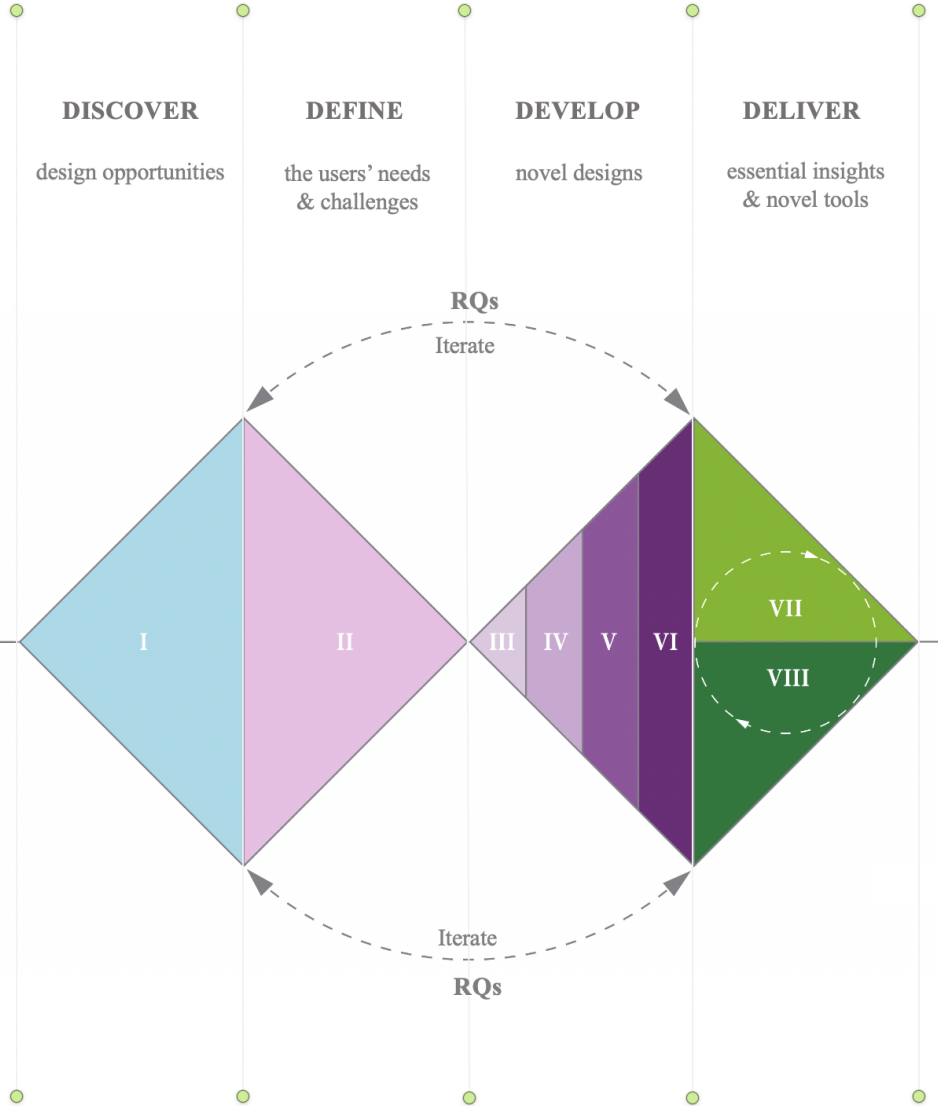 DISCOVER
design opportunities
DEFINE
the users’ needs
& challenges
DEVELOP
novel designs
DELIVER
essential insights
& novel tools
RQs
Iterate
I
II
III
IV
V
VI
VII
VIII
Iterate
RQs